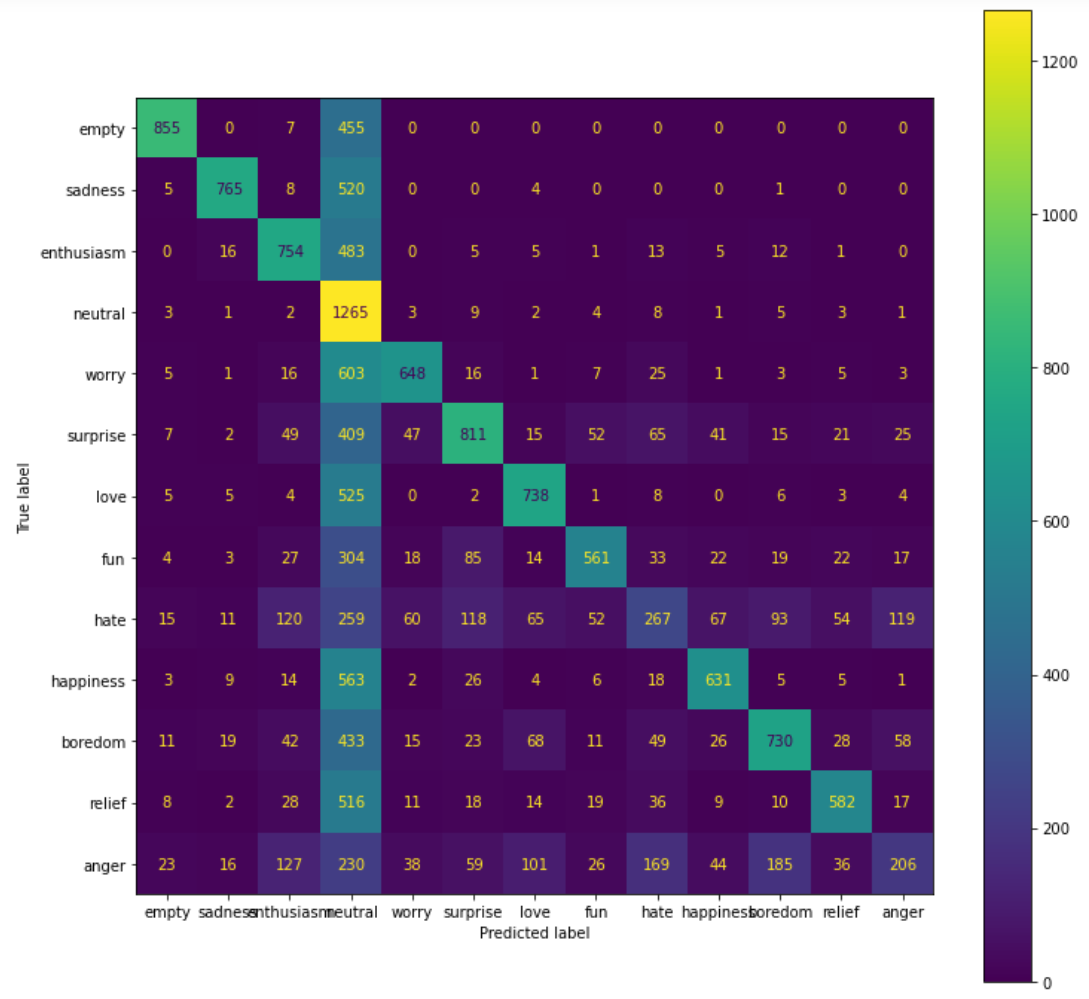 1200
1000
800
600
400
200
0
True label
empty 855 0 7 455 0 0 0 0 0 0 0 0 0
sadness 5 765 8 520 0 0 4 0 0 0 1 0 0
enthusiasm 0 16 754 483 0 5 5 1 13 5 12 1 0
neutral 3 1 2 1265 3 9 2 4 8 1 5 3 1
worry 5 1 16 603 648 16 1 7 25 1 3 5 3
surprise 7 2 49 409 47 811 15 52 65 41 15 21 25
love 5 5 4 525 0 2 738 1 8 0 6 3 4
fun 4 3 27 304 18 85 14 561 33 22 19 22 17
hate 15 11 120 259 60 118 65 52 267 67 93 54 119
happiness 3 9 14 563 2 26 4 6 18 631 5 5 1
boredom 11 19 42 433 15 23 68 11 49 26 730 28 58
relief 8 2 28 516 11 18 14 19 36 9 10 582 17
anger 23 16 127 230 38 59 101 26 169 44 185 36 206
empty sadness enthusiasm neutral worry surprise love fun hate happiness boredom relief anger
Predicted label